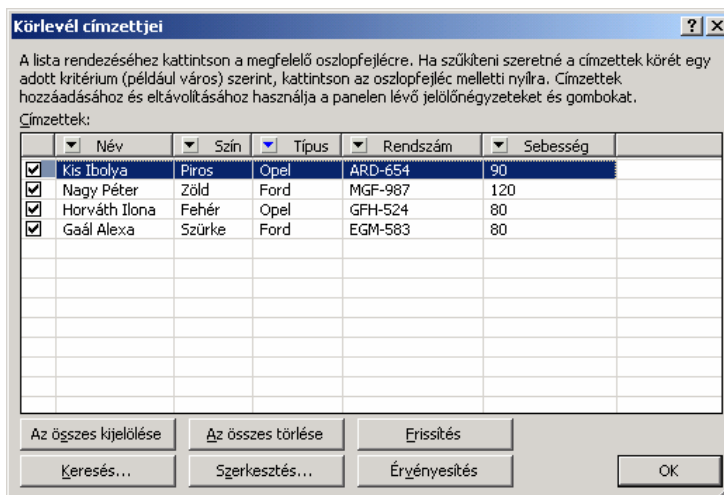 Körlevél címzettjei
A lista rendezéséhez kattintson a megfelelő oszlopfejlécre. Ha szűkíteni szeretné a címzettek körét egy
adott kritérium (például város) szerint, kattintson az oszlopfejléc melletti nyílra. Címzettek
hozzáadásához és eltávolításához használja a panelen lévő jelölőnégyzeteket és gombokat.
Címzettek:
Név Szín Típus Rendszám Sebesség
Kis Ibolya Piros Opel ARD-654 90
Nagy Péter Zöld Ford MGF-987 120
Horváth Ilona Fehér Opel GFH-524 80
Gaál Alexa Szürke Ford EGM-583 80
Az összes kijelölése Az összes törlése Frissítés
Keresés... Szerkesztés... Érvényesítés OK